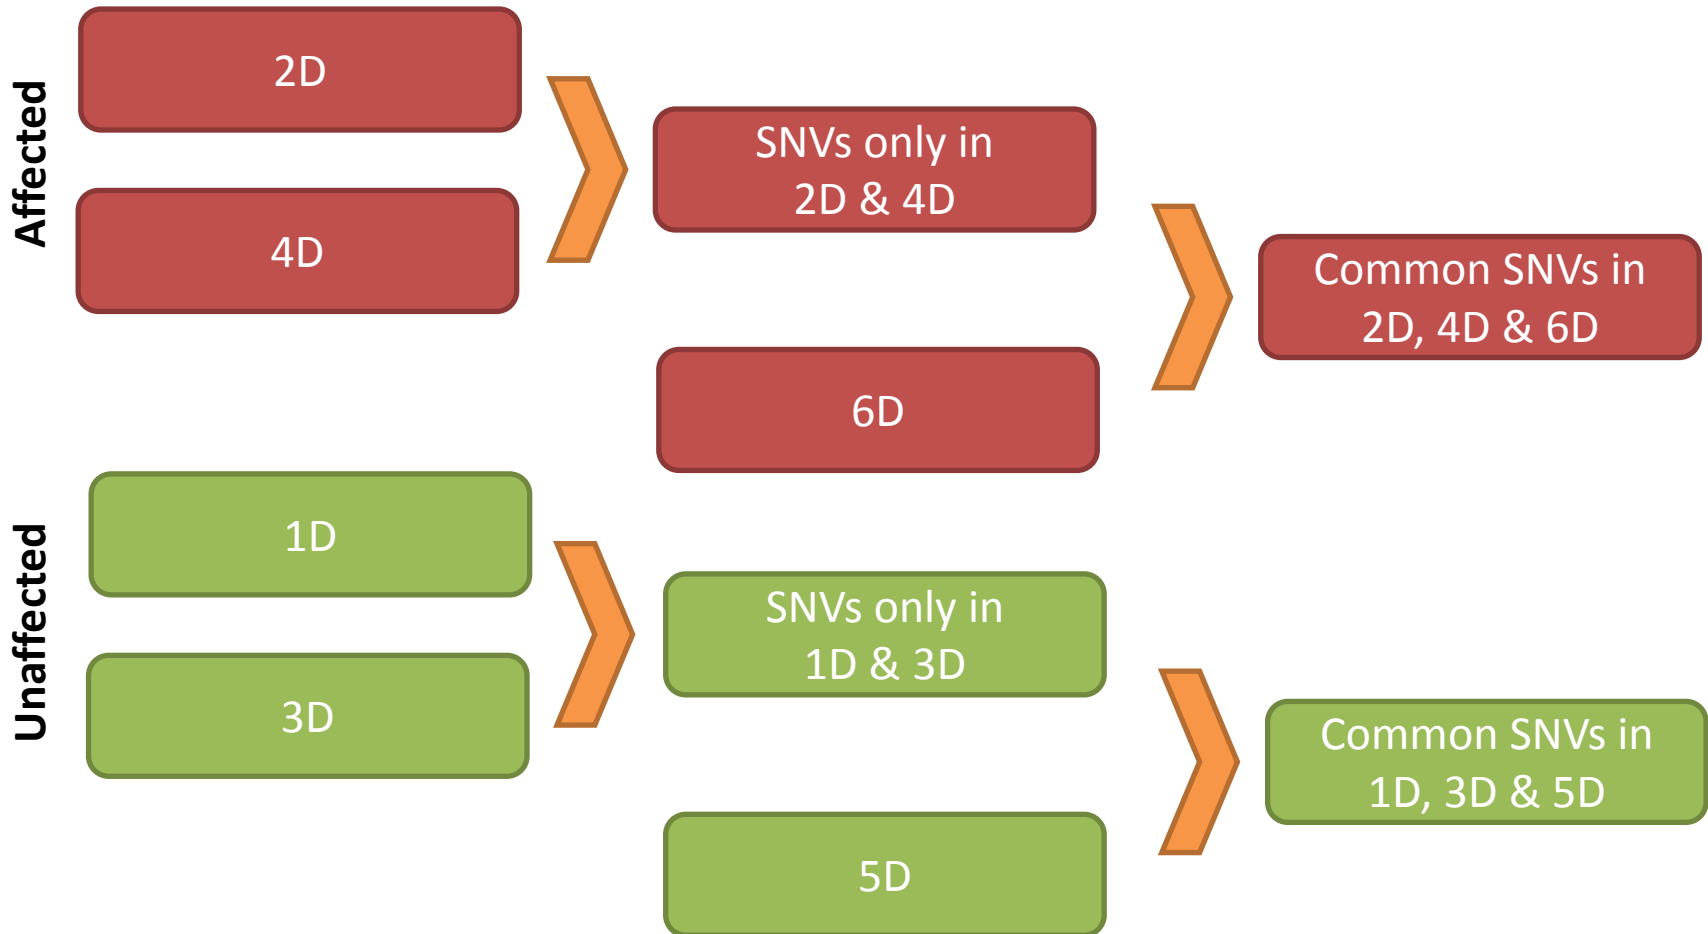 Affected
2D
4D
SNVs only in
2D & 4D
6D
Common SNVs in
2D, 4D & 6D
Unaffected
1D
3D
SNVs only in
1D & 3D
5D
Common SNVs in
1D, 3D & 5D